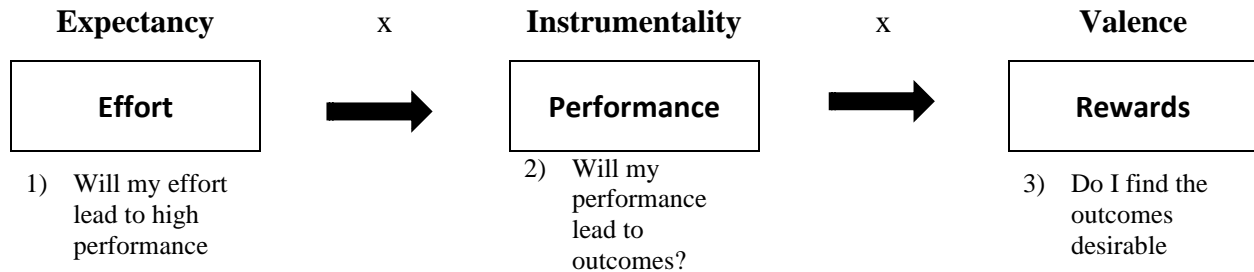 Expectancy x Instrumentality x Valence
Effort
Performance
Rewards
1) Will my effort
lead to high
performance
2) Will my
performance
lead to
outcomes?
3) Do I find the
outcomes
desirable